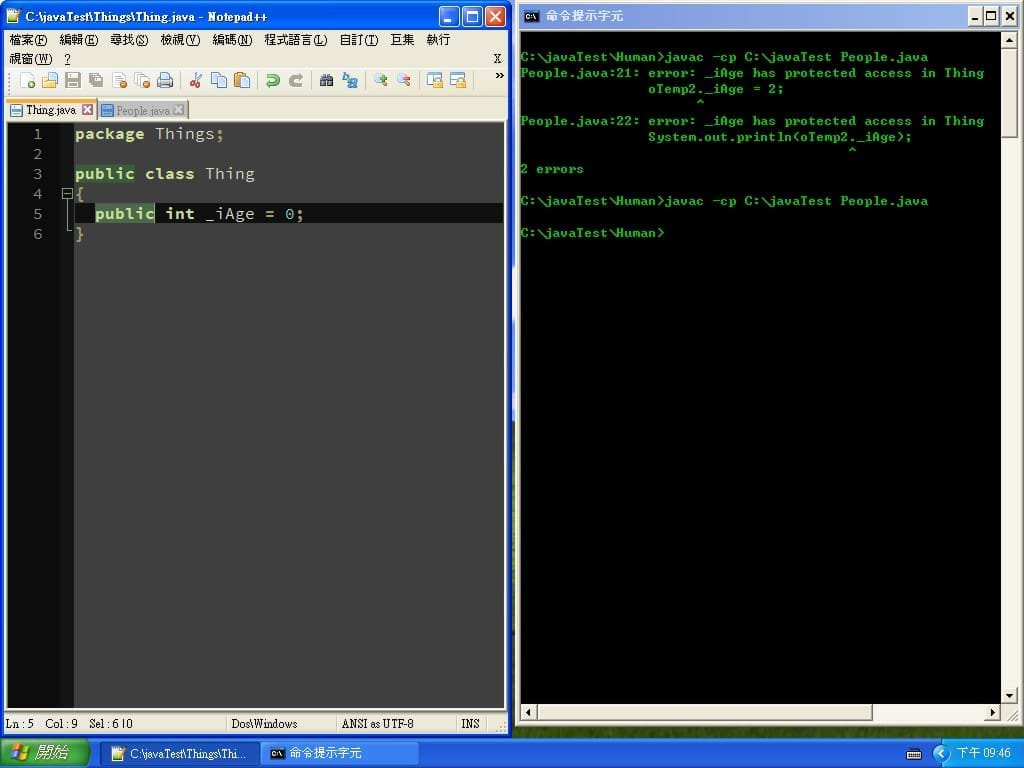 C:\javaTest\Things\Thing.java - Notepad++
檔案(F) 編輯(E) 尋找(S) 檢視(V) 編碼(N) 程式語言(L) 自訂(T) 巨集 執行
視窗(W) ? X
Thing.java People.java
1 package Things;
2
3 public class Thing
4 {
5 public int _iAge = 0;
6 }
Ln : 5 Col : 9 Sel : 6 | 0 Dos\Windows ANSI as UTF-8 INS
命令提示字元
C:\javaTest\Human>javac -cp C:\javaTest People.java
People.java:21: error: _iAge has protected access in Thing
oTemp2._iAge = 2;
^
People.java:22: error: _iAge has protected access in Thing
System.out.println(oTemp2._iAge);
^
2 errors
C:\javaTest\Human>javac -cp C:\javaTest People.java
C:\javaTest\Human>
開始 C:\javaTest\Things\Thi... 命令提示字元 下午 09:46